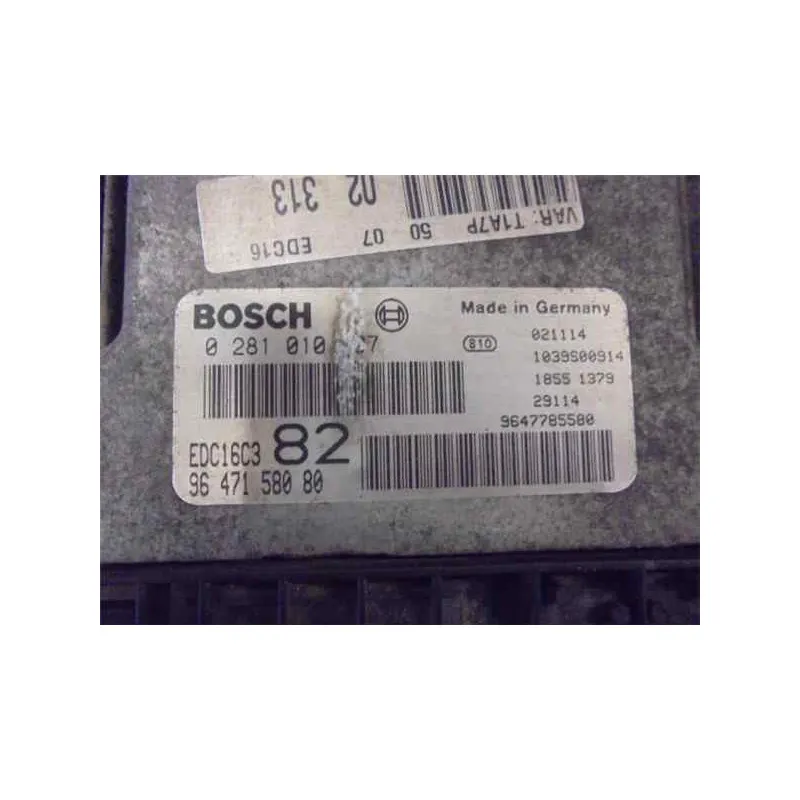 02 313
50 07 EDC16
VAR: T1A7P
BOSCH
Made in Germany
0 281 010
810
021114
1039S00914
1855 1379
29114
9647785580
EDC16C3 82
96 471 580 80